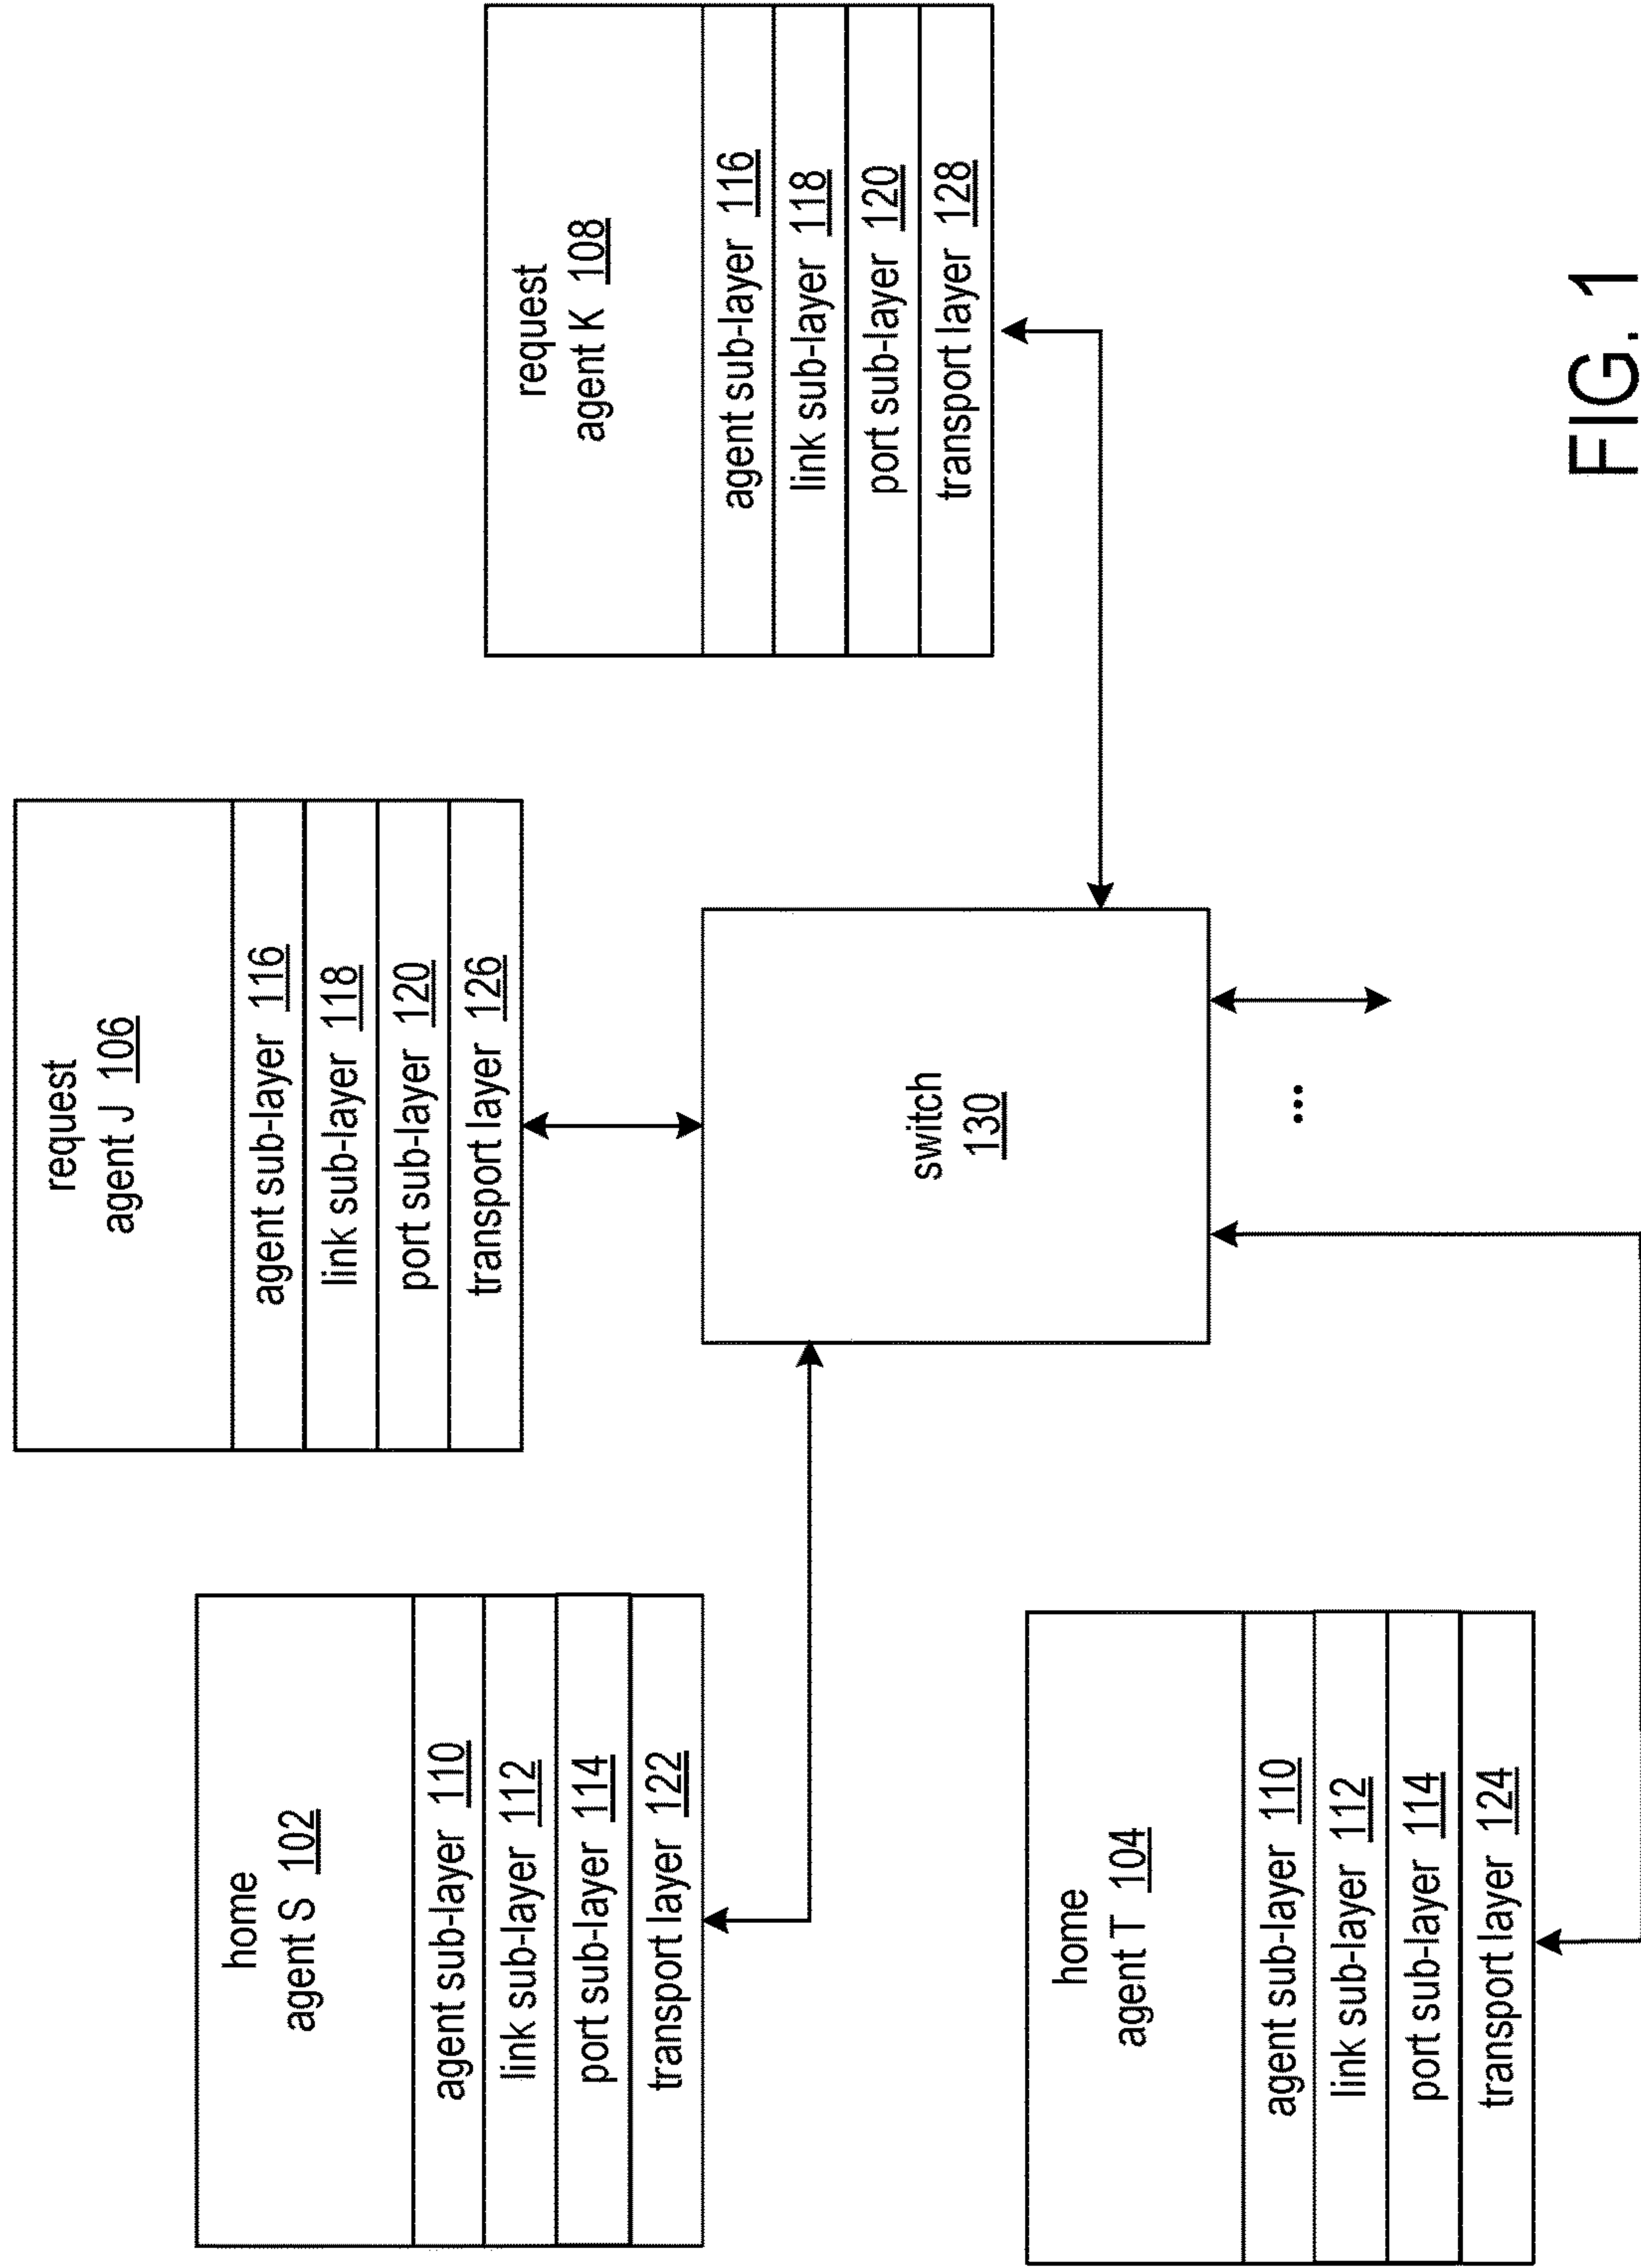 home
agent S 102
agent sub-layer 110
link sub-layer 112
port sub-layer 114
transport layer 122
request
agent J 106
agent sub-layer 116
link sub-layer 118
port sub-layer 120
transport layer 126
request
agent K 108
agent sub-layer 116
link sub-layer 118
port sub-layer 120
transport layer 128
switch
130
...
home
agent T 104
agent sub-layer 110
link sub-layer 112
port sub-layer 114
transport layer 124
FIG. 1